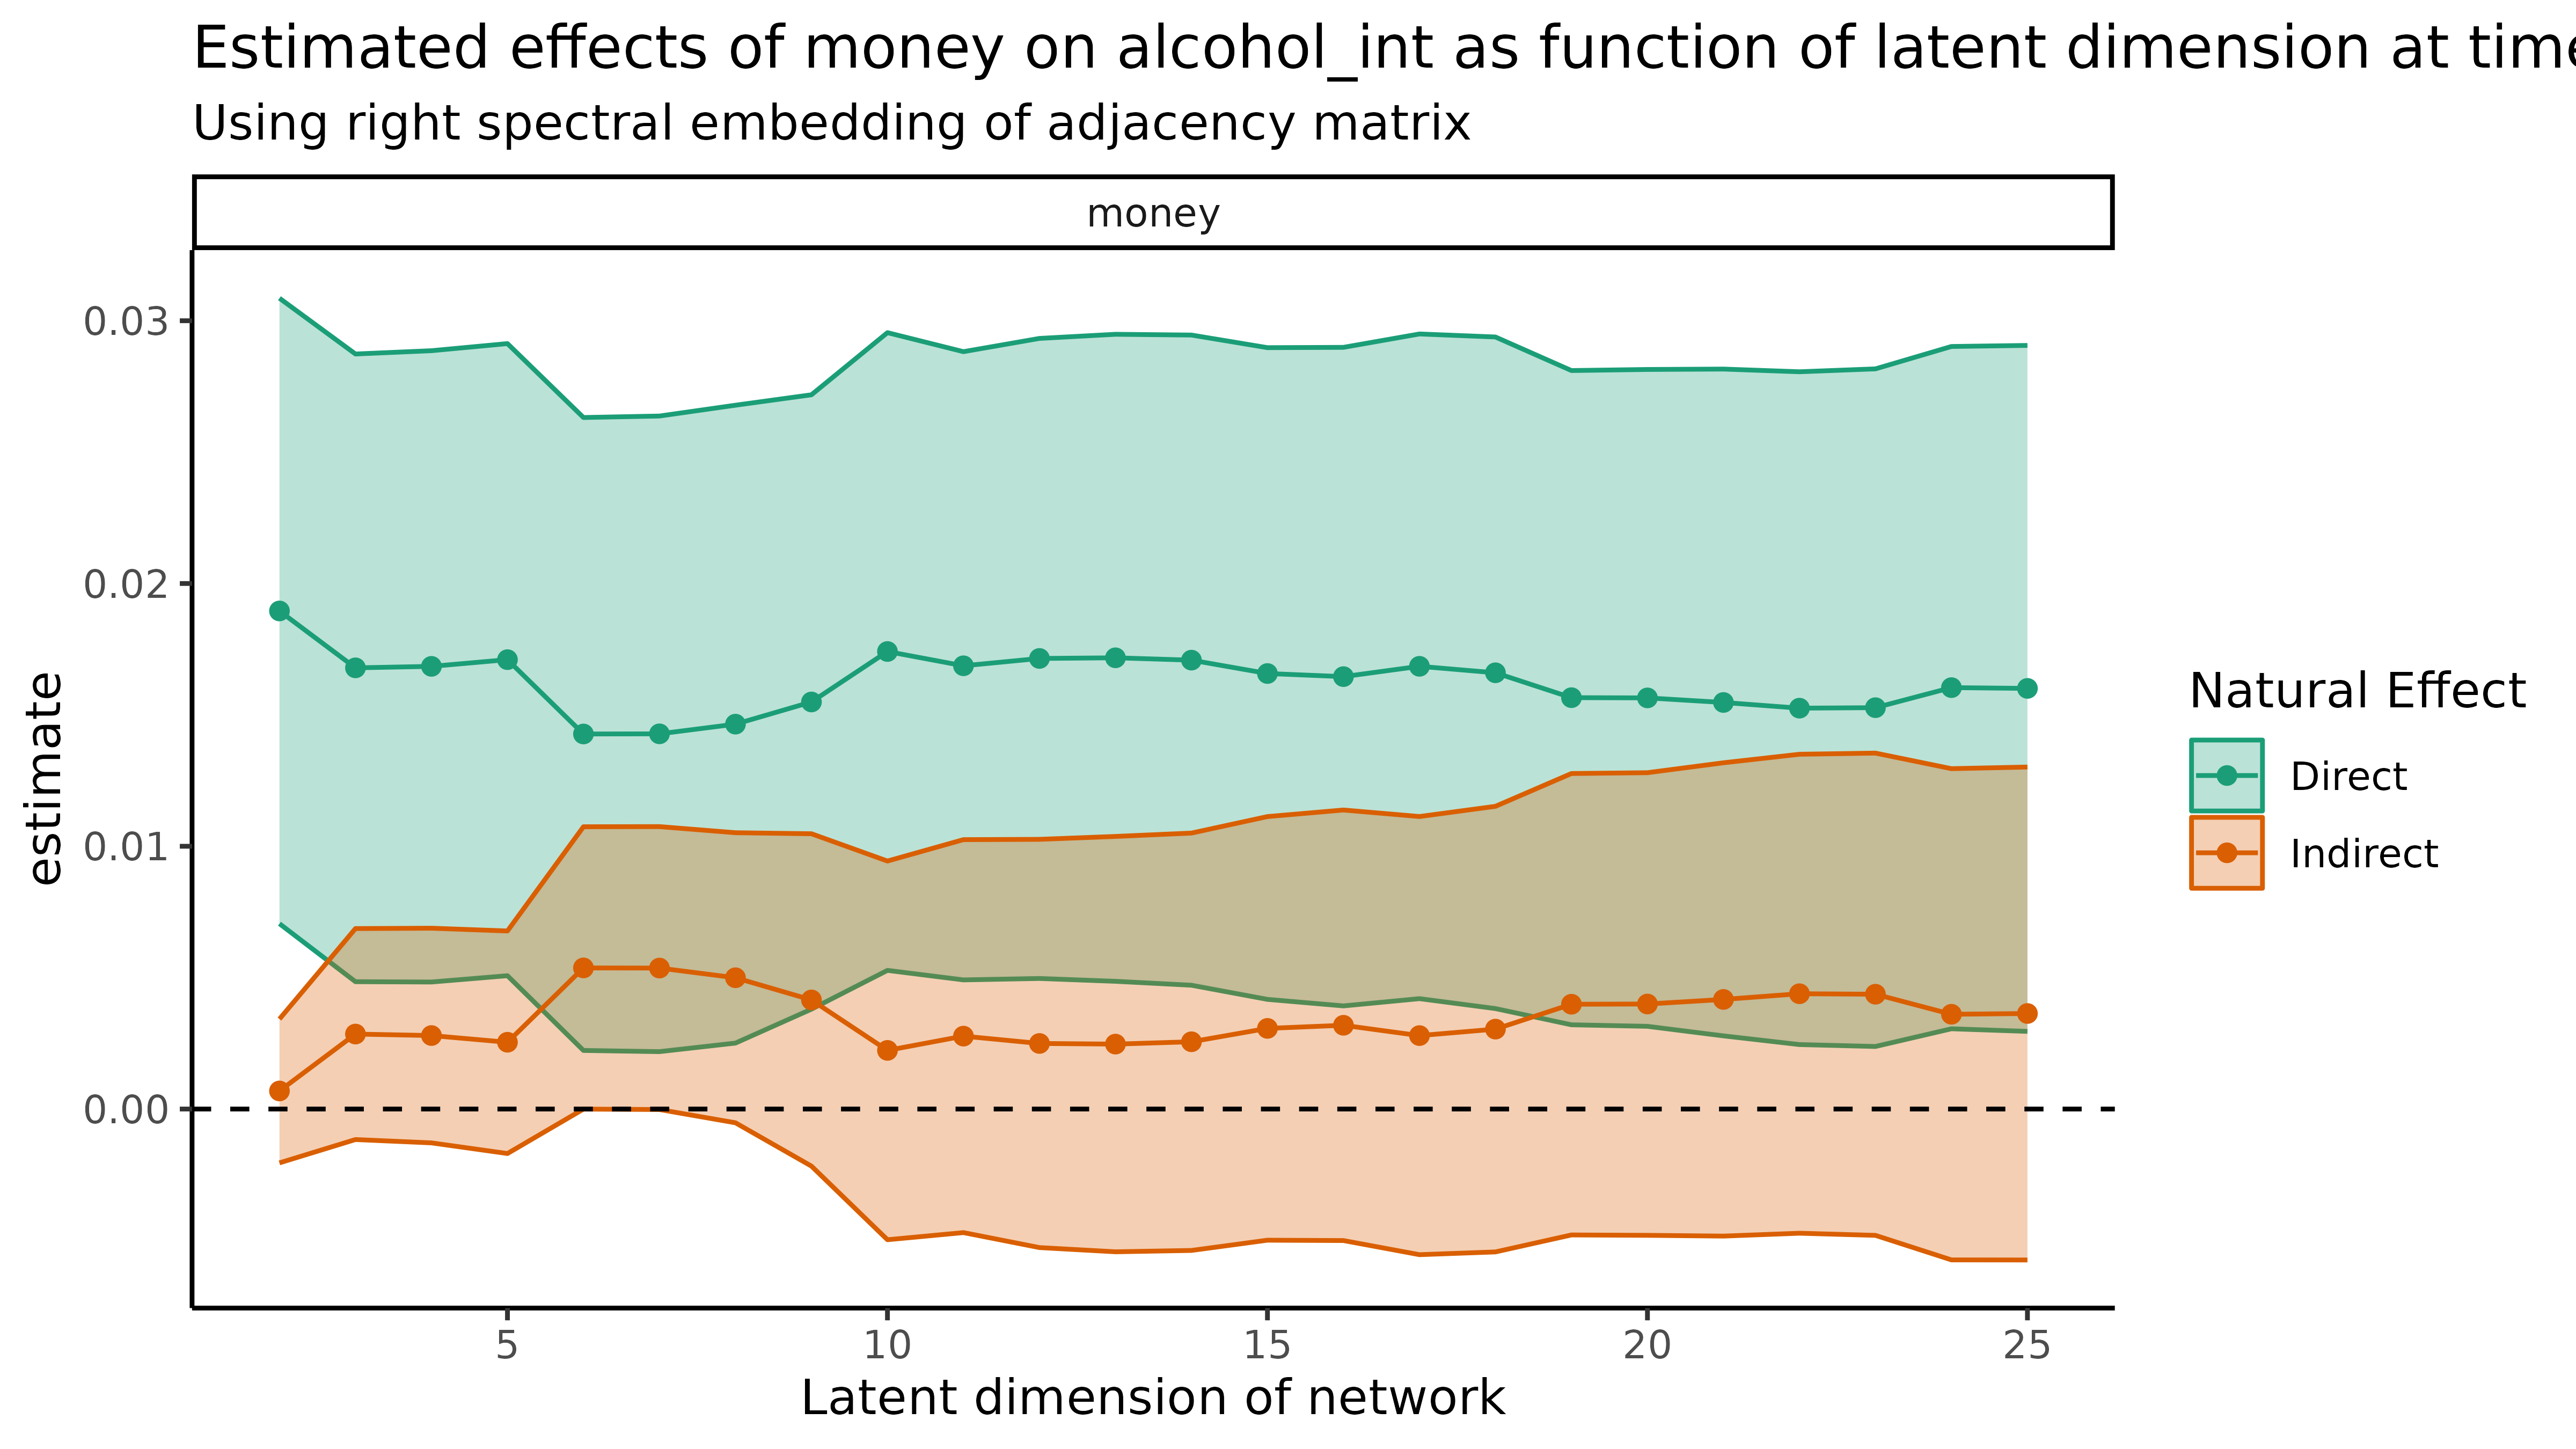 Estimated effects of money on alcohol_int as function of latent dimension at time
Using right spectral embedding of adjacency matrix
money
0.03
0.02
0.01
0.00
estimate
5 10 15 20 25
Latent dimension of network
Natural Effect
Direct
Indirect